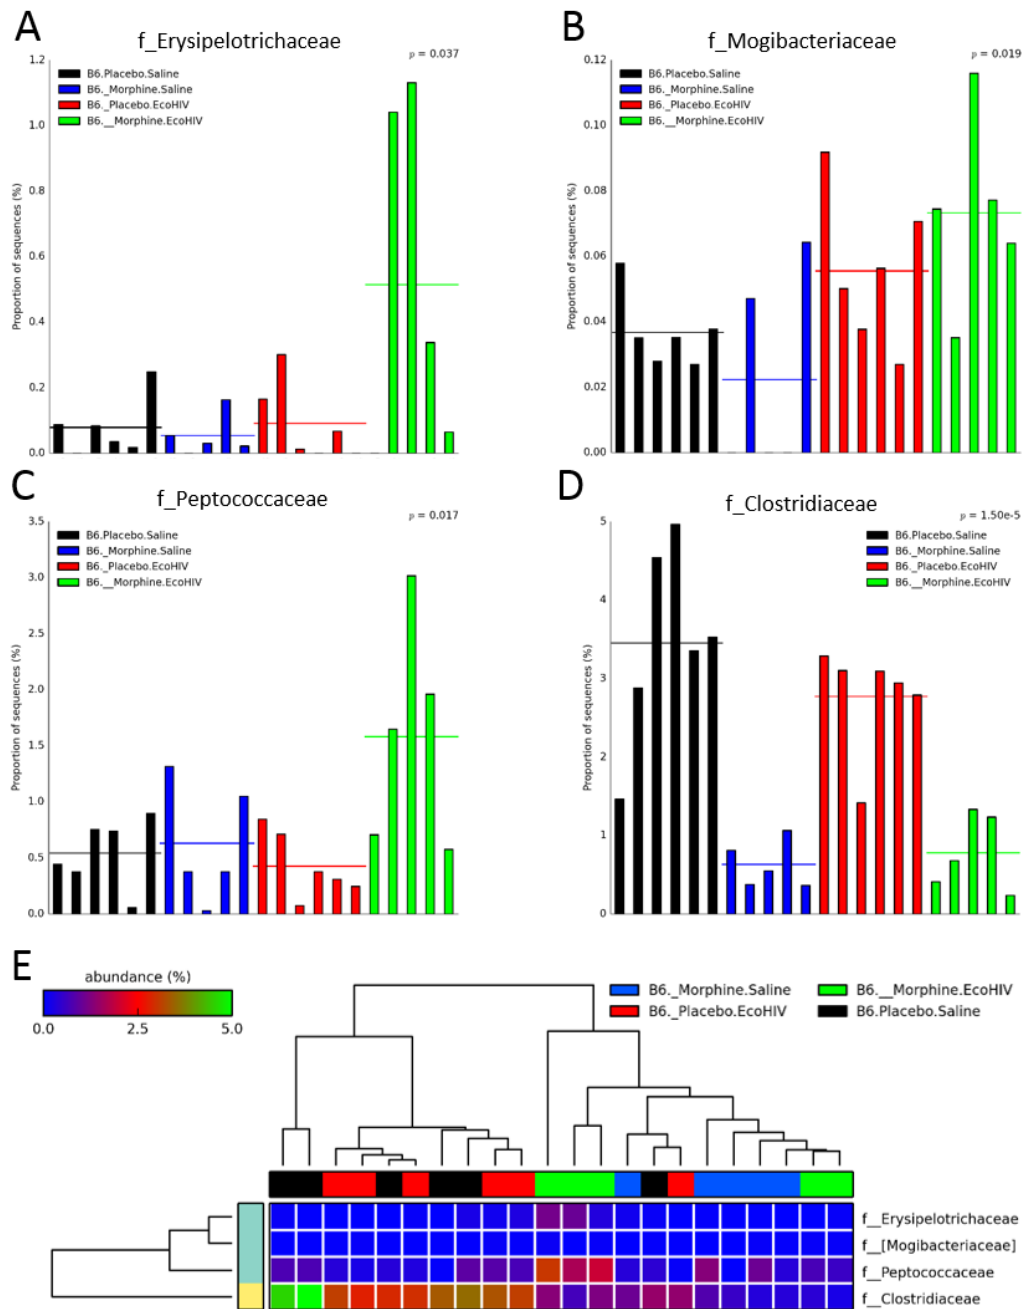 A
f_Erysipelotrichaceae
p = 0.037
1.2
1.0
0.8
0.6
0.4
0.2
0.0
Proportion of sequences (%)
B6.Placebo.Saline
B6._Morphine.Saline
B6._Placebo.EcoHIV
B6.__Morphine.EcoHIV
B
f_Mogibacteriaceae
p = 0.019
0.12
0.10
0.08
0.06
0.04
0.02
0.00
Proportion of sequences (%)
B6.Placebo.Saline
B6._Morphine.Saline
B6._Placebo.EcoHIV
B6.__Morphine.EcoHIV
C
f_Peptococcaceae
p = 0.017
3.5
3.0
2.5
2.0
1.5
1.0
0.5
0.0
Proportion of sequences (%)
B6.Placebo.Saline
B6._Morphine.Saline
B6._Placebo.EcoHIV
B6.__Morphine.EcoHIV
D
f_Clostridiaceae
p = 1.50e-5
5
4
3
2
1
0
Proportion of sequences (%)
B6.Placebo.Saline
B6._Morphine.Saline
B6._Placebo.EcoHIV
B6.__Morphine.EcoHIV
E
abundance (%)
0.0 2.5 5.0
B6._Morphine.Saline B6.__Morphine.EcoHIV
B6._Placebo.EcoHIV B6.Placebo.Saline
f__Erysipelotrichaceae
f__[Mogibacteriaceae]
f__Peptococcaceae
f__Clostridiaceae